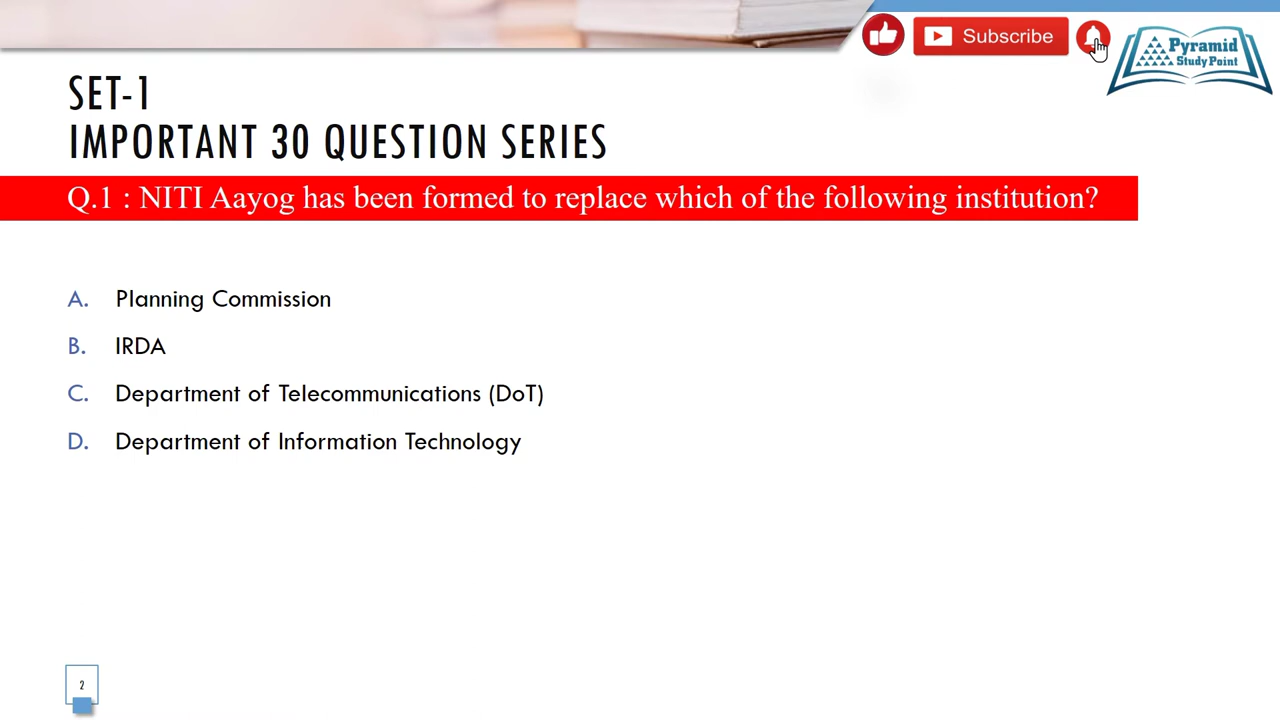 Subscribe
Pyramid
Study Point
SET-1
IMPORTANT 30 QUESTION SERIES
Q.1 : NITI Aayog has been formed to replace which of the following institution?
A. Planning Commission
B. IRDA
C. Department of Telecommunications (DoT)
D. Department of Information Technology
2